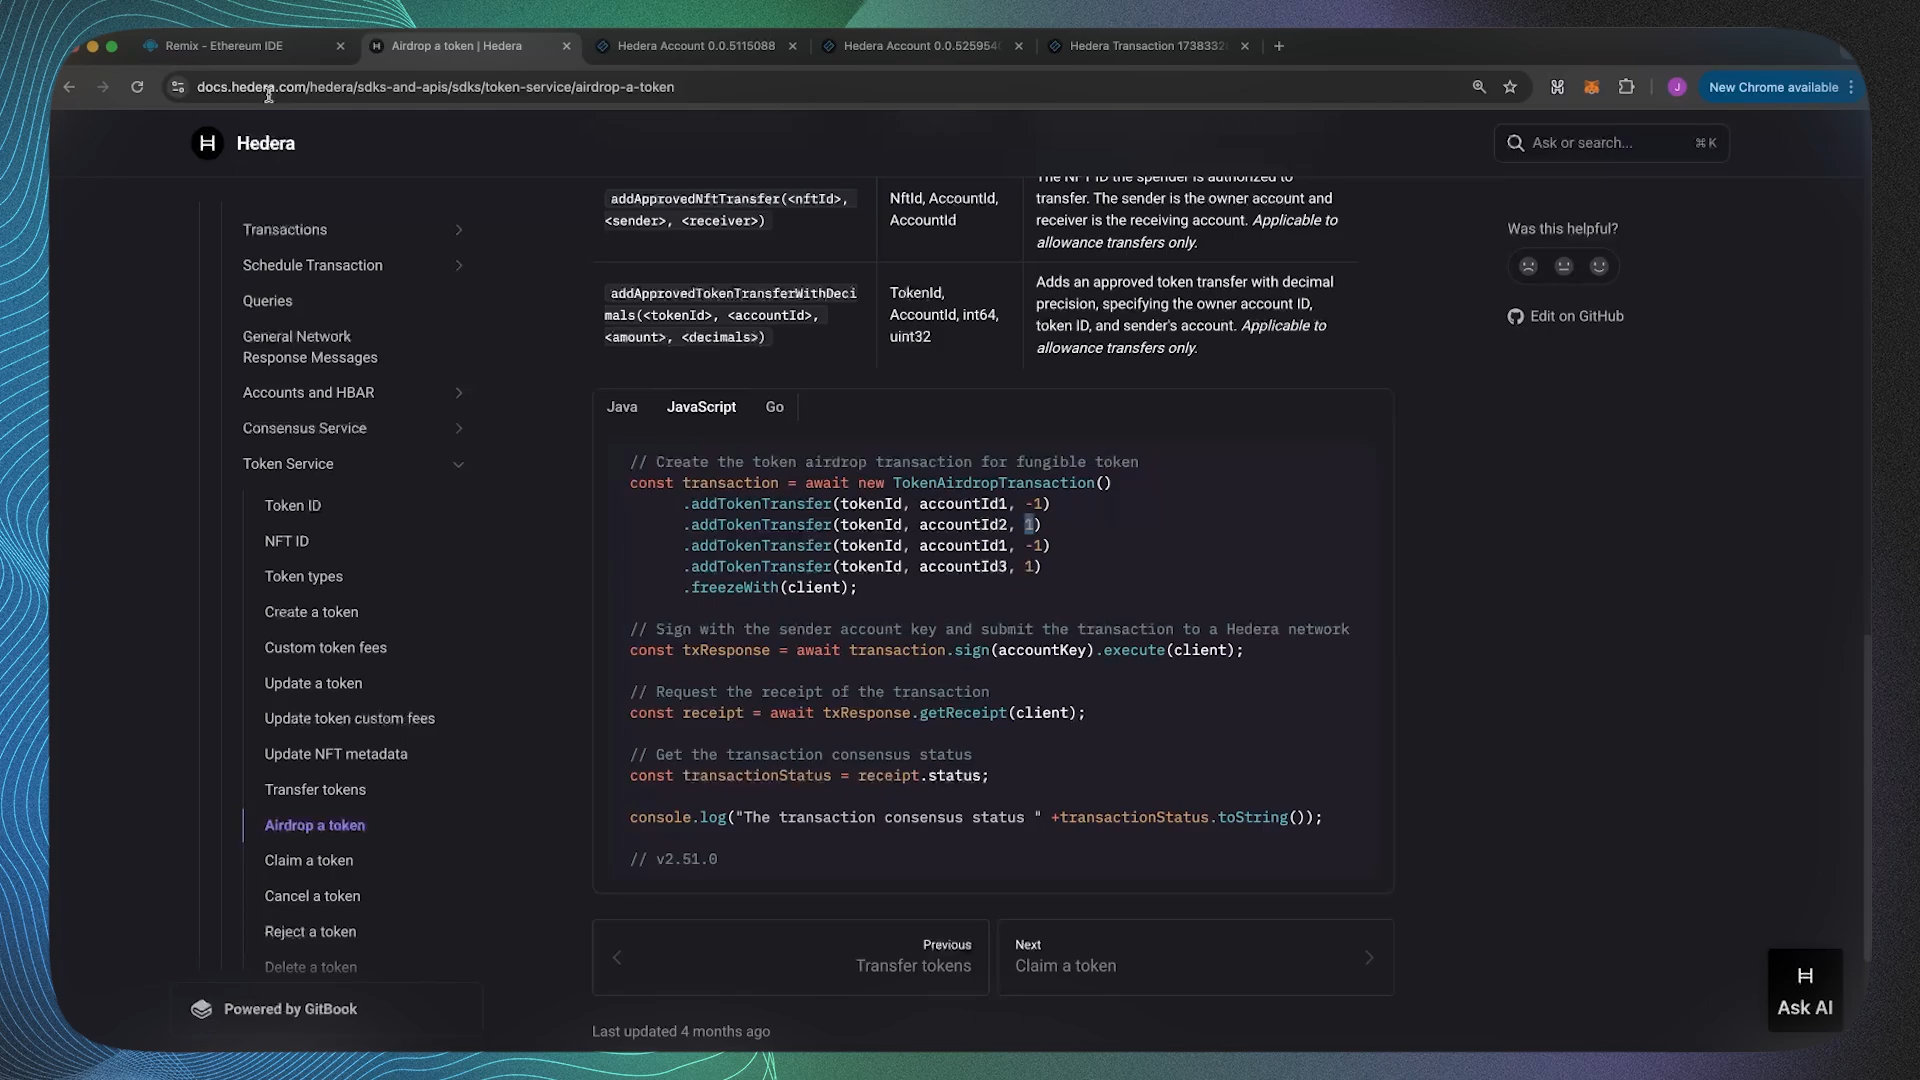 Remix - Ethereum IDE
Airdrop a token | Hedera
Hedera Account 0.0.5115088
Hedera Account 0.0.525954
Hedera Transaction 1738332
docs.hedera.com/hedera/sdks-and-apis/sdks/token-service/airdrop-a-token
J
New Chrome available
Hedera
Ask or search...
⌘ K
Transactions
Schedule Transaction
Queries
General Network
Response Messages
Accounts and HBAR
Consensus Service
Token Service
Token ID
NFT ID
Token types
Create a token
Custom token fees
Update a token
Update token custom fees
Update NFT metadata
Transfer tokens
Airdrop a token
Claim a token
Cancel a token
Reject a token
Delete a token
Powered by GitBook
addApprovedNftTransfer(<nftId>,
<sender>, <receiver>)
NftId, AccountId,
AccountId
The NFT ID the spender is authorized to
transfer. The sender is the owner account and
receiver is the receiving account. Applicable to
allowance transfers only.
addApprovedTokenTransferWithDeci
mals(<tokenId>, <accountId>,
<amount>, <decimals>)
TokenId,
AccountId, int64,
uint32
Adds an approved token transfer with decimal
precision, specifying the owner account ID,
token ID, and sender's account. Applicable to
allowance transfers only.
Java
JavaScript
Go
// Create the token airdrop transaction for fungible token
const transaction = await new TokenAirdropTransaction()
.addTokenTransfer(tokenId, accountId1, -1)
.addTokenTransfer(tokenId, accountId2, 1)
.addTokenTransfer(tokenId, accountId1, -1)
.addTokenTransfer(tokenId, accountId3, 1)
.freezeWith(client);
// Sign with the sender account key and submit the transaction to a Hedera network
const txResponse = await transaction.sign(accountKey).execute(client);
// Request the receipt of the transaction
const receipt = await txResponse.getReceipt(client);
// Get the transaction consensus status
const transactionStatus = receipt.status;
console.log("The transaction consensus status " +transactionStatus.toString());
// v2.51.0
Previous
Transfer tokens
Next
Claim a token
Last updated 4 months ago
Was this helpful?
Edit on GitHub
Ask AI